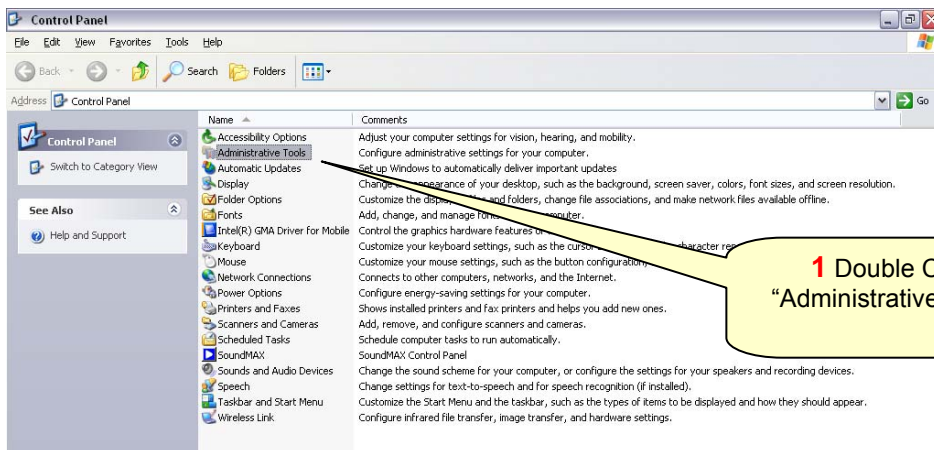 Control Panel
File Edit View Favorites Tools Help
Back Search Folders
Address Control Panel Go
Name Comments
Control Panel
Switch to Category View
See Also
Help and Support
Accessibility Options Adjust your computer settings for vision, hearing, and mobility.
Administrative Tools Configure administrative settings for your computer.
Automatic Updates Set up Windows to automatically deliver important updates
Display Change appearance of your desktop, such as the background, screen saver, colors, font sizes, and screen resolution.
Folder Options Customize the display and folders, change file associations, and make network files available offline.
Fonts Add, change, and manage
Intel(R) GMA Driver for Mobile Control the graphics hardware features
Keyboard Customize your keyboard settings, such as the cursor character
Mouse Customize your mouse settings, such as the button configuration,
Network Connections Connects to other computers, networks, and the Internet.
Power Options Configure energy-saving settings for your computer.
Printers and Faxes Shows installed printers and fax printers and helps you add new ones.
Scanners and Cameras Add, remove, and configure scanners and cameras.
Scheduled Tasks Schedule computer tasks to run automatically.
SoundMAX SoundMAX Control Panel
Sounds and Audio Devices Change the sound scheme for your computer, or configure the settings for your speakers and recording devices.
Speech Change settings for text-to-speech and for speech recognition (if installed).
Taskbar and Start Menu Customize the Start Menu and the taskbar, such as the types of items to be displayed and how they should appear.
Wireless Link Configure infrared file transfer, image transfer, and hardware settings.
1 Double C
"Administrative